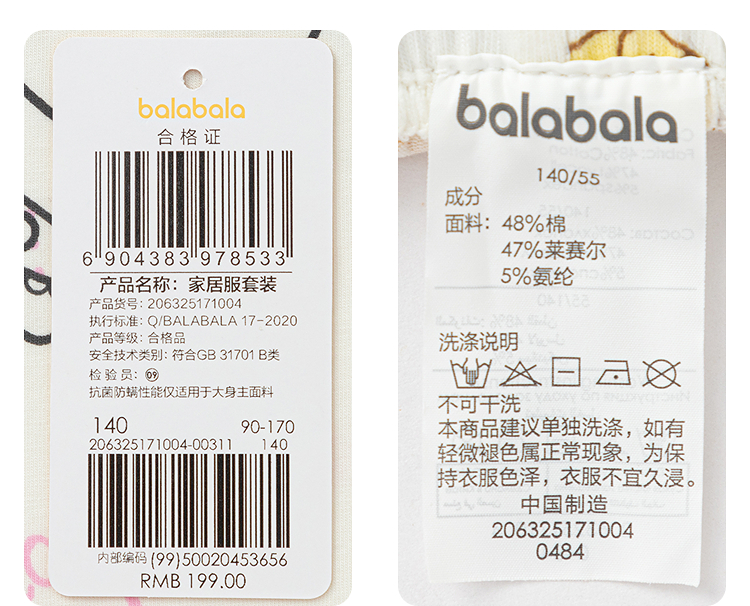 balabala
合格证
6 904383 978533
产品名称：家居服套装
产品货号：206325171004
执行标准：Q/BALABALA 17-2020
产品等级：合格品
安全技术类别：符合GB 31701 B类
检验员：09
抗菌防螨性能仅适用于大身主面料
140 90-170
206325171004-00311 140
内部编码 (99)50020453656
RMB 199.00
balabala
140/55
成分
面料：48%棉
47%莱赛尔
5%氨纶
洗涤说明
不可干洗
本商品建议单独洗涤，如有
轻微褪色属正常现象，为保
持衣服色泽，衣服不宜久浸。
中国制造
206325171004
0484